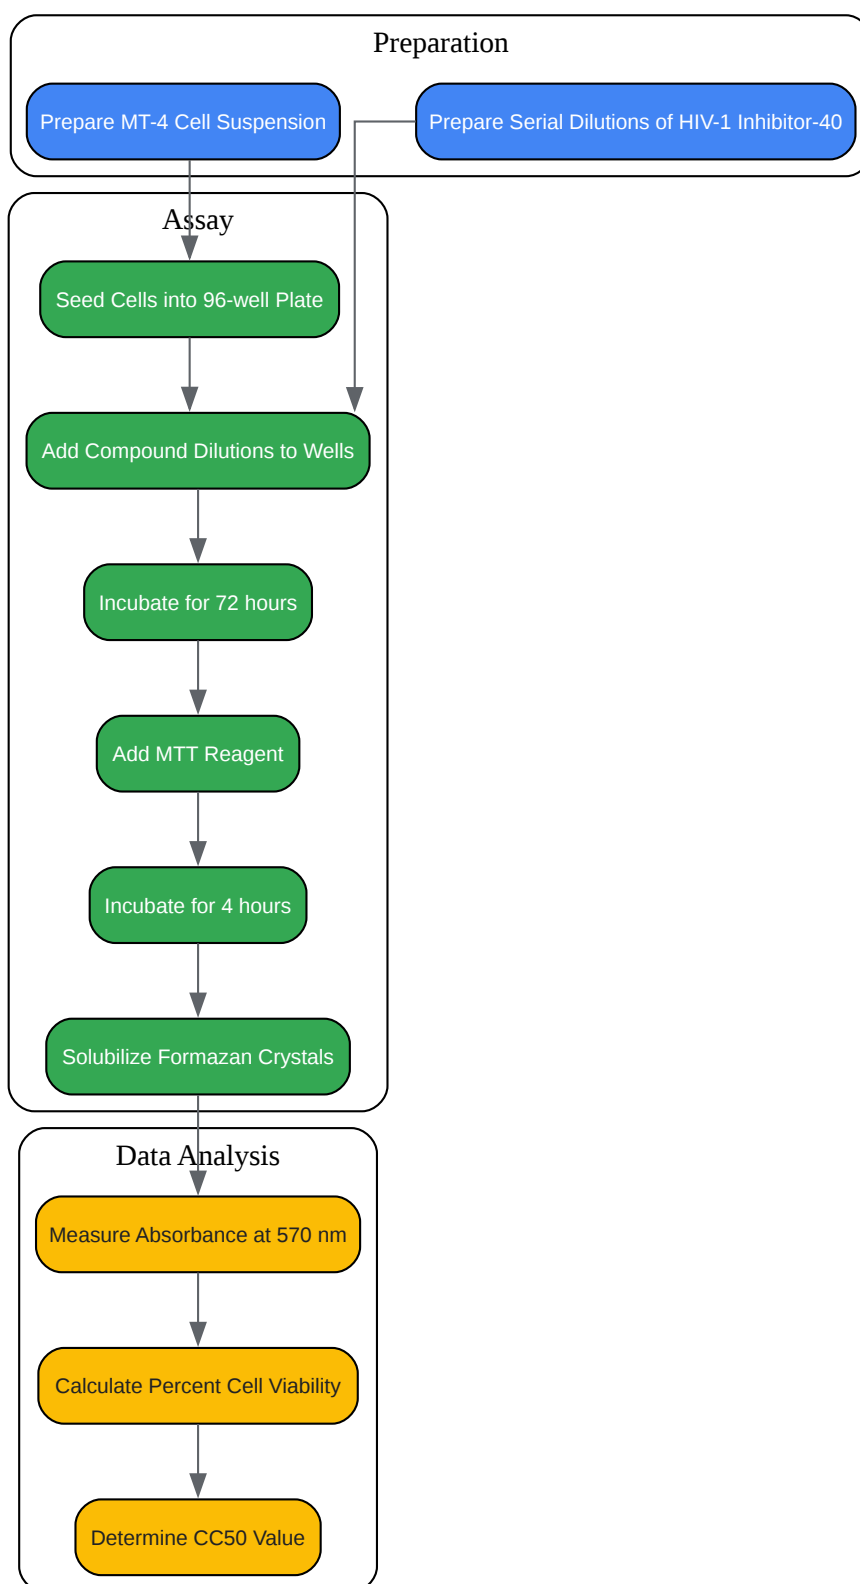 Preparation
Prepare MT-4 Cell Suspension
Prepare Serial Dilutions of HIV-1 Inhibitor-40
Assay
Seed Cells into 96-well Plate
Add Compound Dilutions to Wells
Incubate for 72 hours
Add MTT Reagent
Incubate for 4 hours
Solubilize Formazan Crystals
Data Analysis
Measure Absorbance at 570 nm
Calculate Percent Cell Viability
Determine CC50 Value